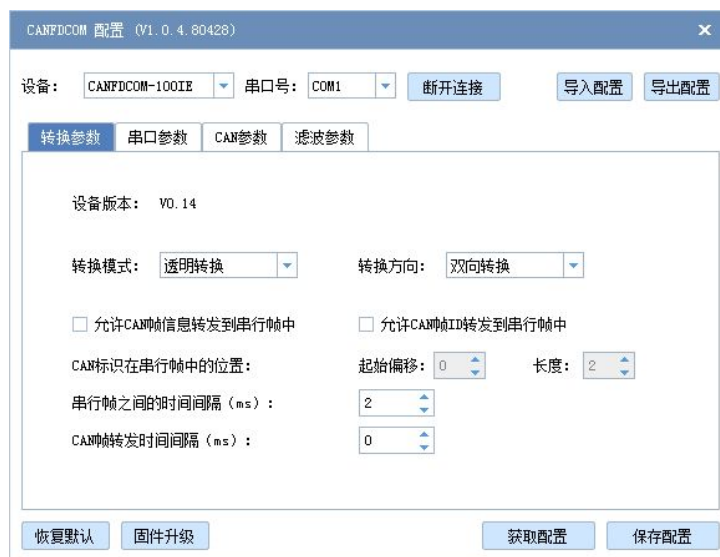 CANFDCOM 配置 (V1.0.4.80428)
设备： CANFDCOM-100IE 串口号： COM1 断开连接 导入配置 导出配置
转换参数 串口参数 CAN参数 滤波参数
设备版本： V0.14
转换模式： 透明转换 转换方向： 双向转换
允许CAN帧信息转发到串行帧中 允许CAN帧ID转发到串行帧中
CAN标识在串行帧中的位置： 起始偏移： 0 长度： 2
串行帧之间的时间间隔（ms）： 2
CAN帧转发时间间隔（ms）： 0
恢复默认 固件升级 获取配置 保存配置